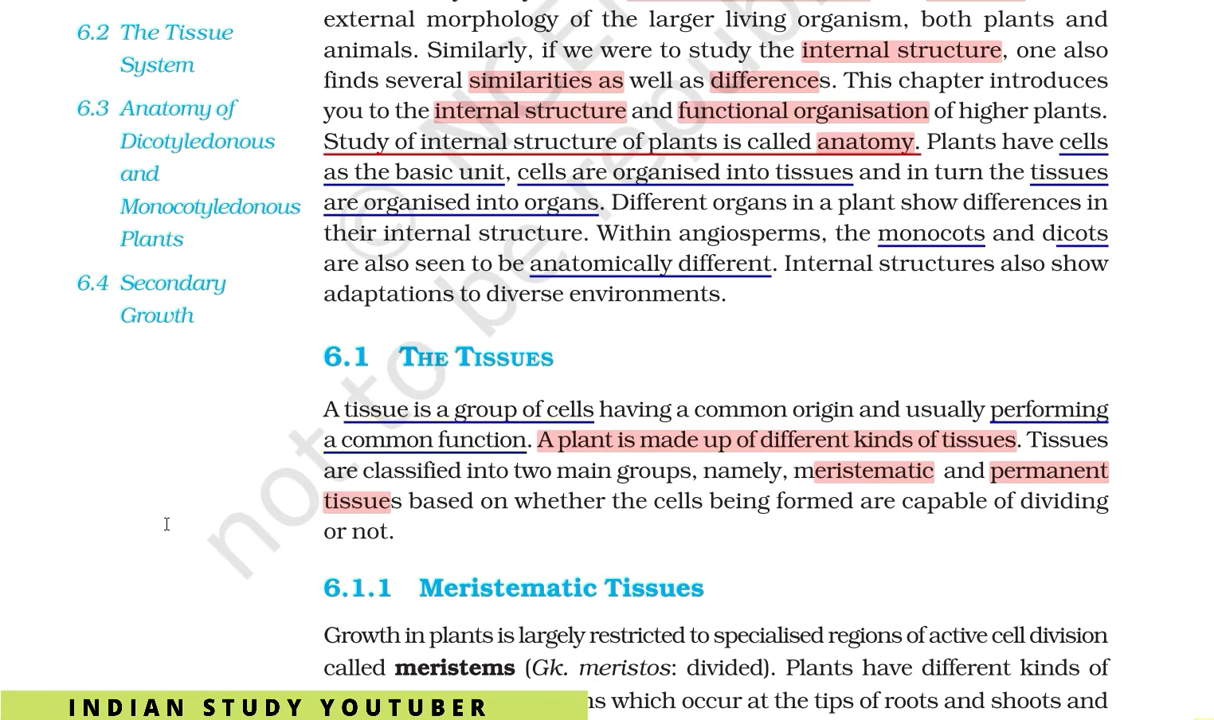 6.2 The Tissue
System
6.3 Anatomy of
Dicotyledonous
and
Monocotyledonous
Plants
6.4 Secondary
Growth
external morphology of the larger living organism, both plants and
animals. Similarly, if we were to study the internal structure, one also
finds several similarities as well as differences. This chapter introduces
you to the internal structure and functional organisation of higher plants.
Study of internal structure of plants is called anatomy. Plants have cells
as the basic unit, cells are organised into tissues and in turn the tissues
are organised into organs. Different organs in a plant show differences in
their internal structure. Within angiosperms, the monocots and dicots
are also seen to be anatomically different. Internal structures also show
adaptations to diverse environments.
6.1 THE TISSUES
A tissue is a group of cells having a common origin and usually performing
a common function. A plant is made up of different kinds of tissues. Tissues
are classified into two main groups, namely, meristematic and permanent
tissues based on whether the cells being formed are capable of dividing
or not.
6.1.1 Meristematic Tissues
Growth in plants is largely restricted to specialised regions of active cell division
called meristems (Gk. meristos: divided). Plants have different kinds of
which occur at the tips of roots and shoots and
INDIAN STUDY YOUTUBER
not to be republ